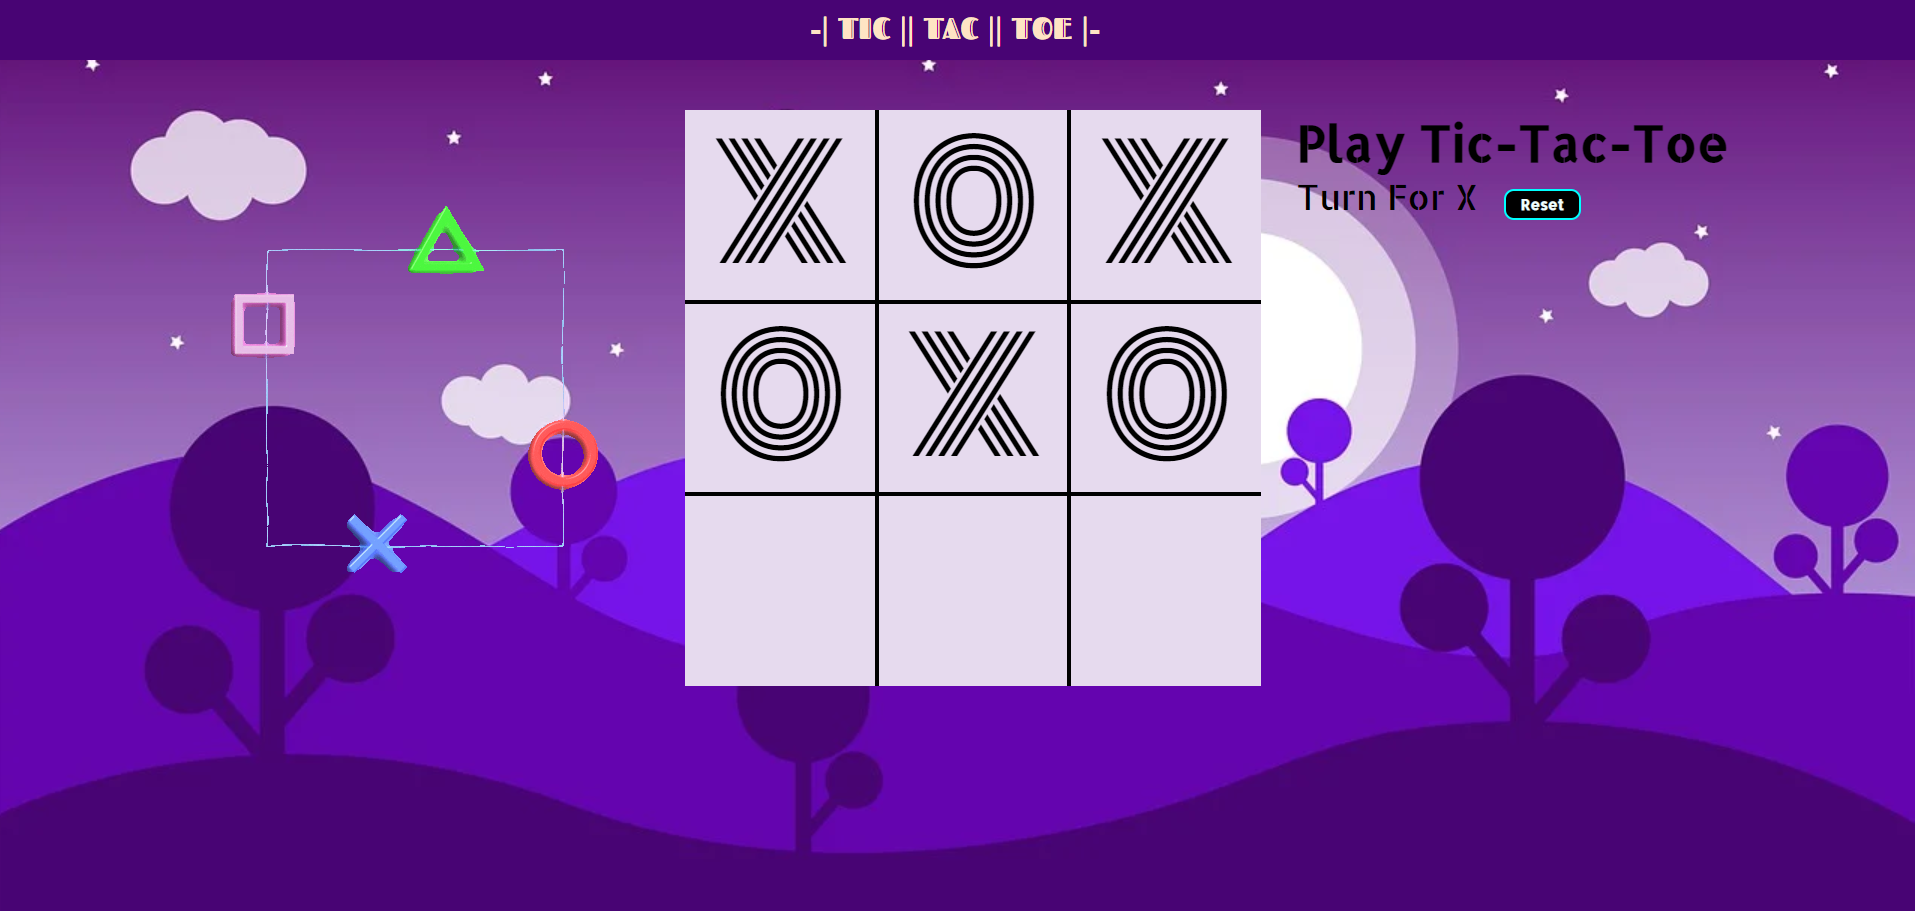 -| TIC || TAC || TOE |-
Play Tic-Tac-Toe
Turn For X
Reset
X O X
O X O